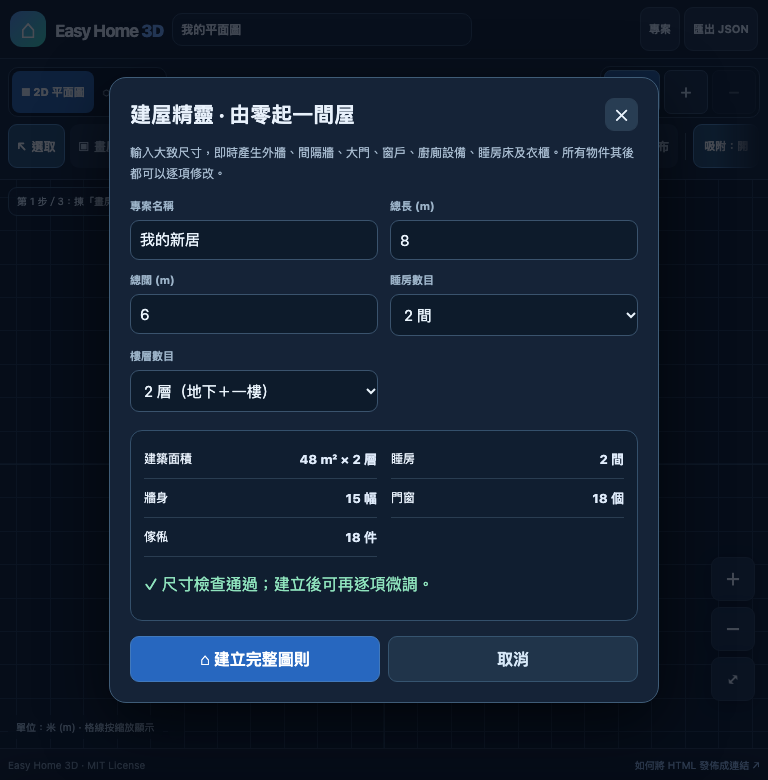 Easy Home 3D
我的平面圖
專案
匯出 JSON
2D 平面圖
+
−
選取
吸附：
第 1 步 / 3：揀「畫
建屋精靈 · 由零起一間屋
輸入大致尺寸，即時產生外牆、間隔牆、大門、窗戶、廚廁設備、睡房床及衣櫃。所有物件其後
都可以逐項修改。
專案名稱
總長 (m)
我的新居
8
總闊 (m)
睡房數目
6
2 間
樓層數目
2 層（地下＋一樓）
建築面積
48 m² × 2 層
睡房
2 間
牆身
15 幅
門窗
18 個
傢俬
18 件
✓ 尺寸檢查通過；建立後可再逐項微調。
⌂ 建立完整圖則
取消
+
−
單位：米 (m) · 格線按縮放顯示
Easy Home 3D · MIT License
如何將 HTML 發佈成連結 ↗